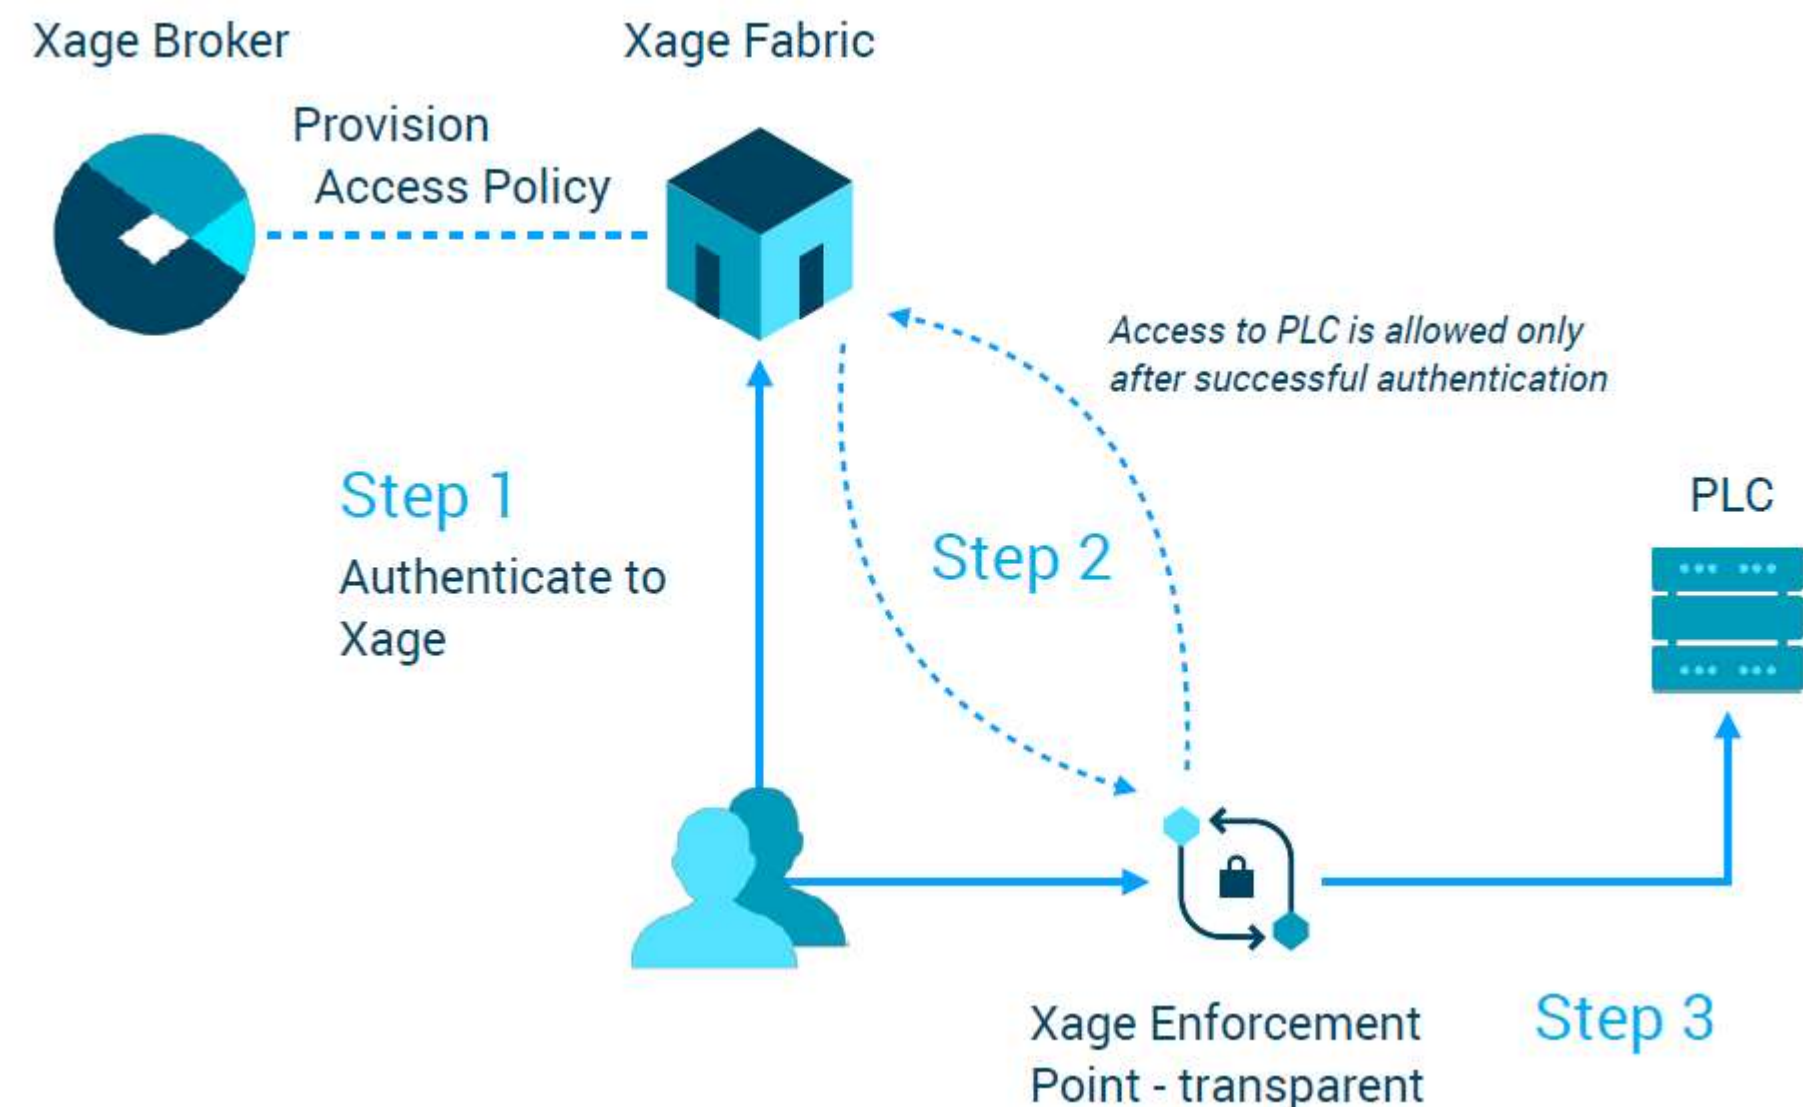 Xage Broker
Xage Fabric
Provision
Access Policy
Access to PLC is allowed only
after successful authentication
Step 1
Authenticate to
Xage
Step 2
PLC
Xage Enforcement
Point - transparent
Step 3